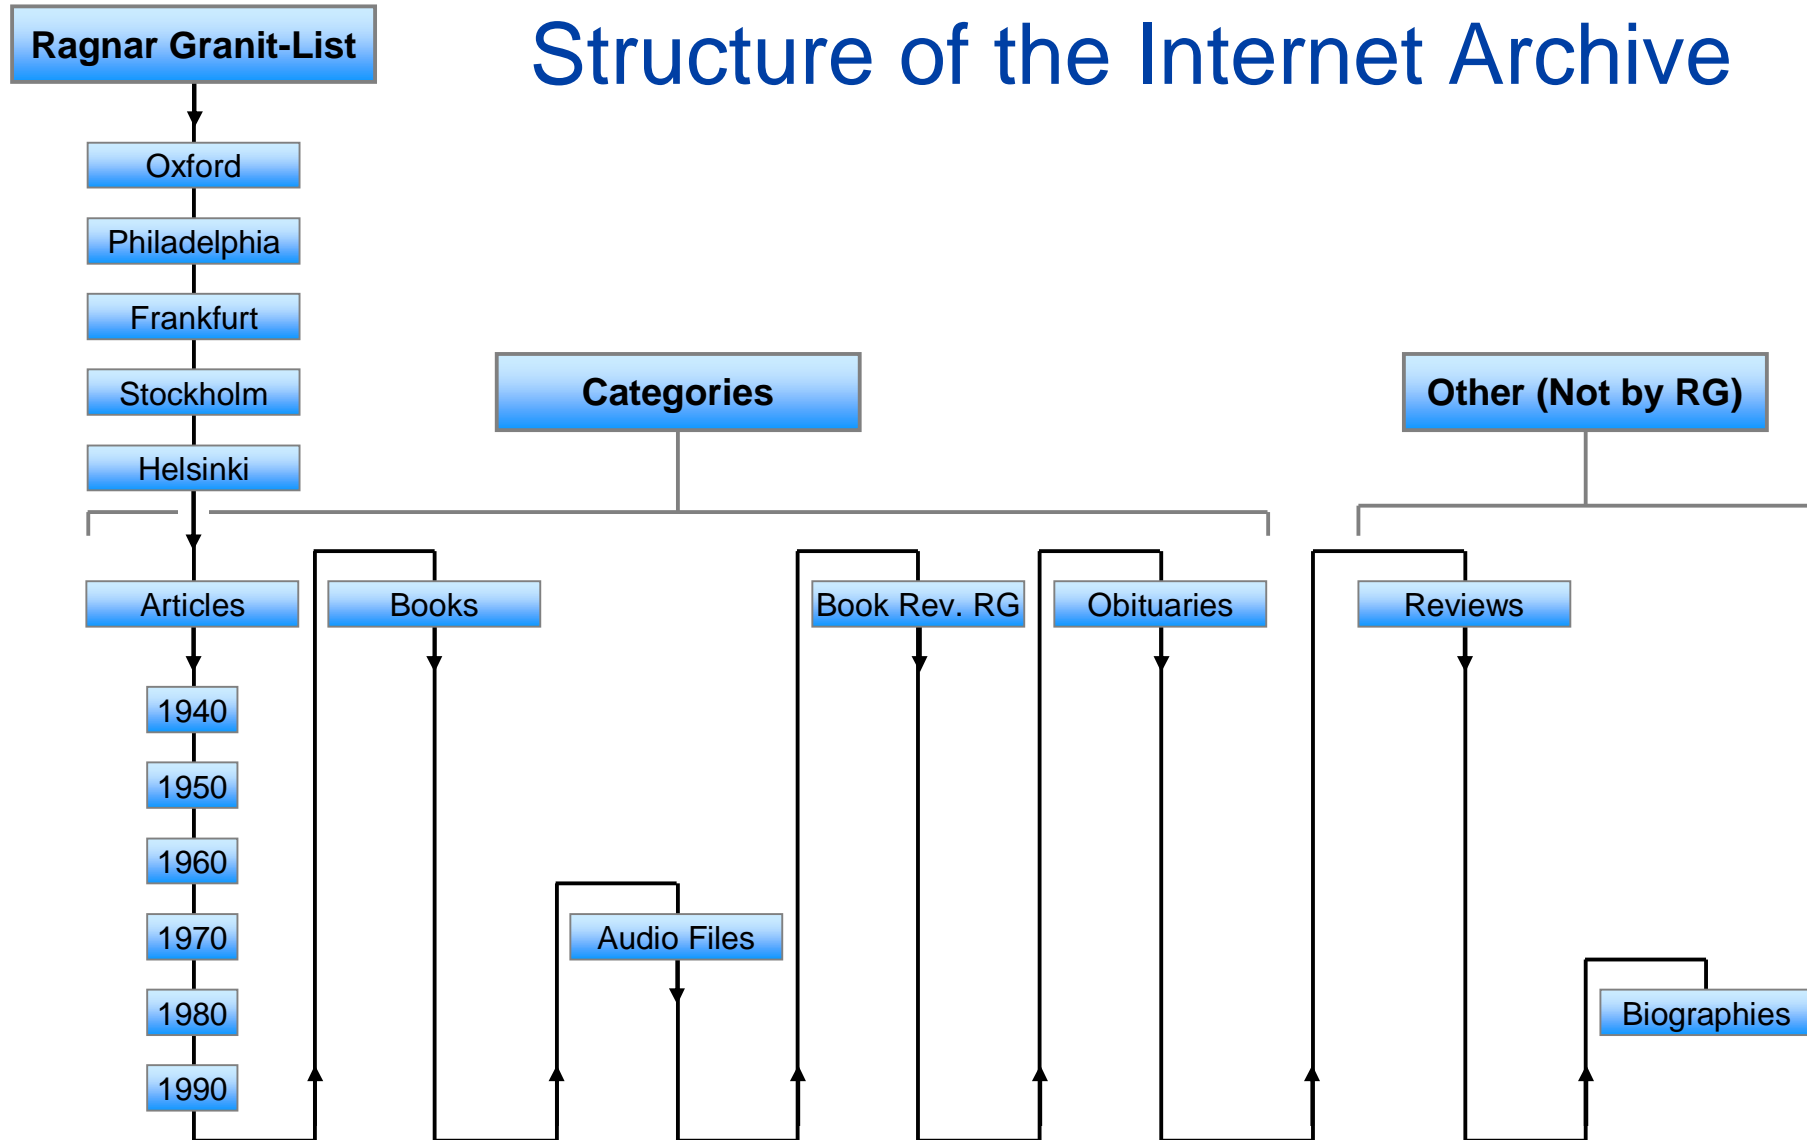 Ragnar Granit-List
Structure of the Internet Archive
Oxford
Philadelphia
Frankfurt
Stockholm
Helsinki
Categories
Other (Not by RG)
Articles
Books
Book Rev. RG
Obituaries
Reviews
1940
1950
1960
1970
1980
1990
Audio Files
Biographies